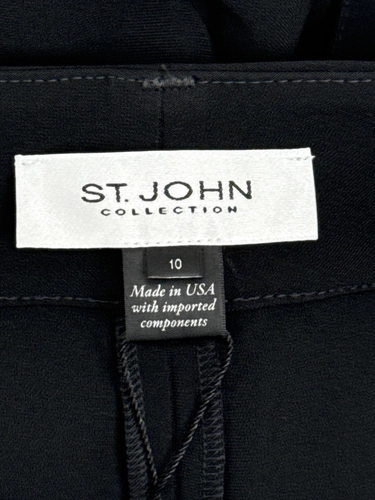 ST. JOHN
COLLECTION
10
Made in USA
with imported
components